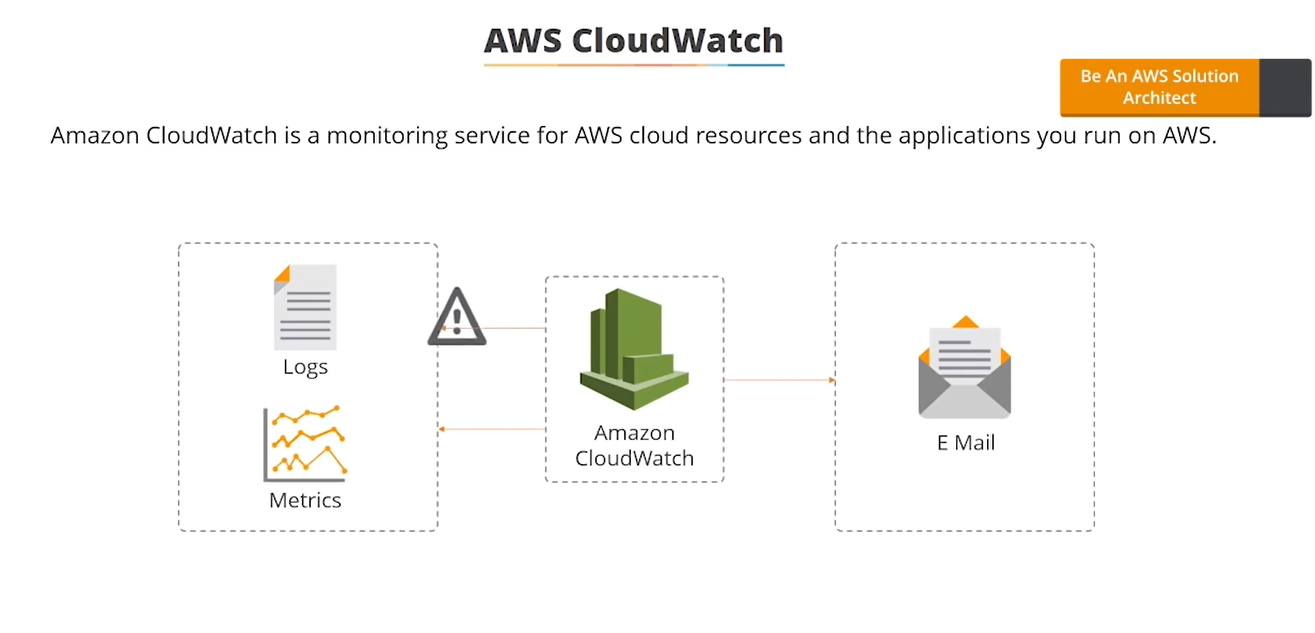 AWS CloudWatch
Be An AWS Solution
Architect
Amazon CloudWatch is a monitoring service for AWS cloud resources and the applications you run on AWS.
Logs
Metrics
Amazon
CloudWatch
E Mail